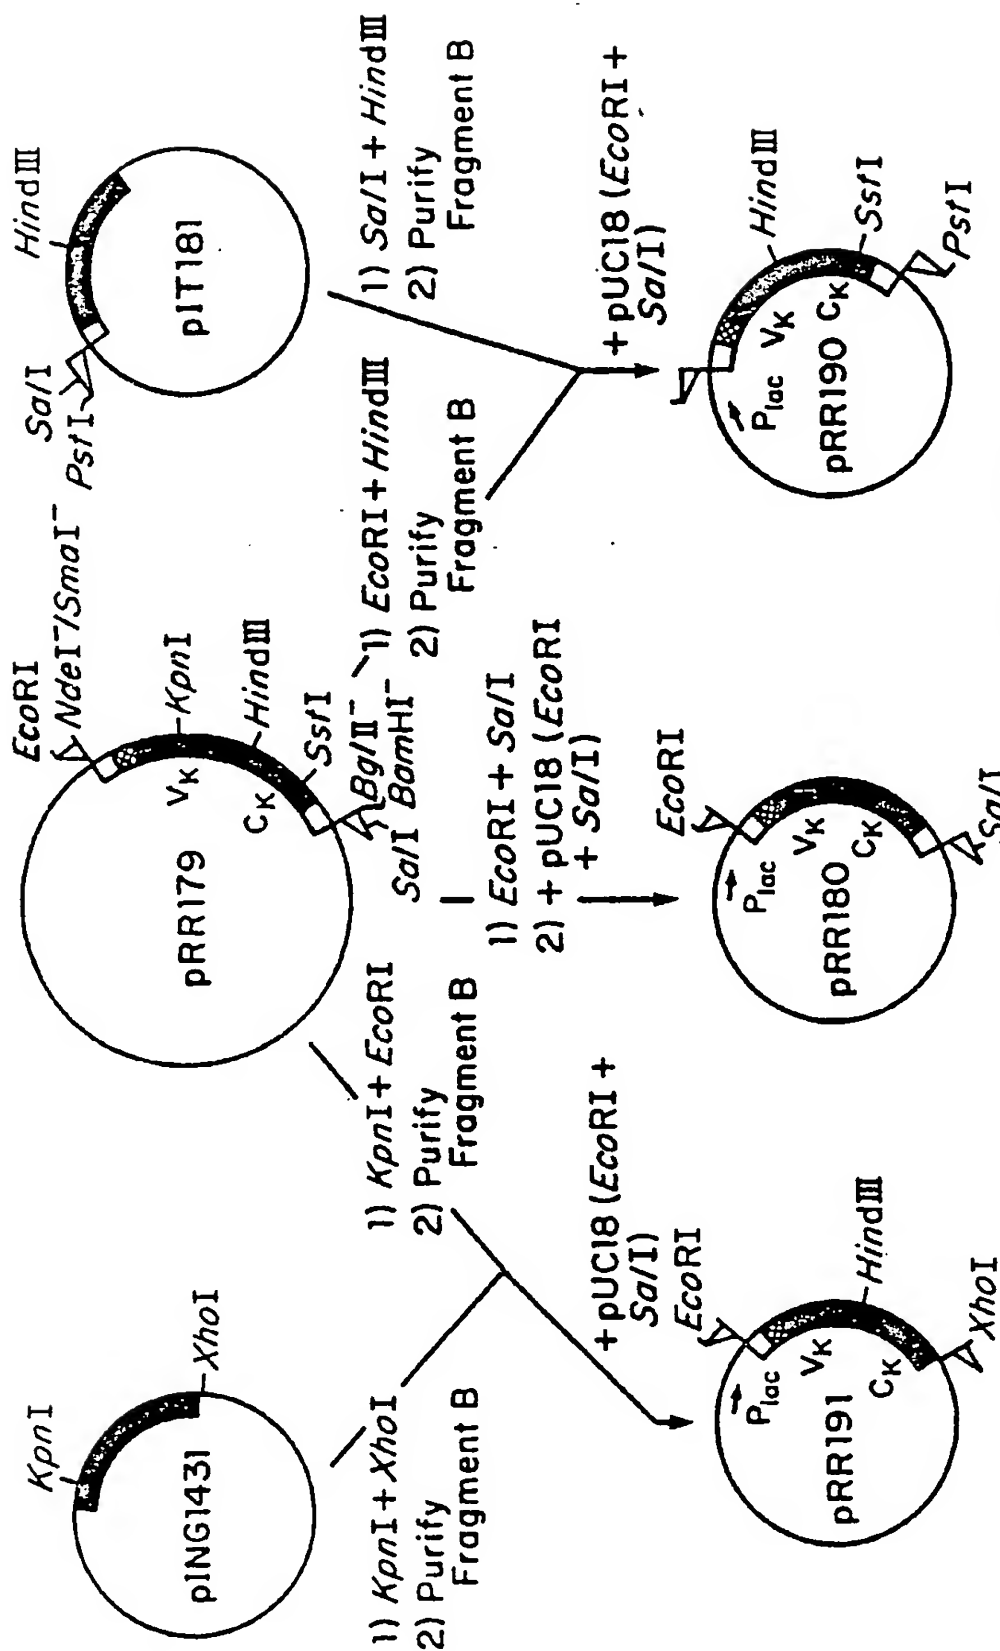 KpnI
XhoI
pING1431
1) KpnI + XhoI
2) Purify
Fragment B
EcoRI
NdeI⁻/SmaI⁻
KpnI
HindIII
SstI
BglII⁻
BamHI⁻
SalI
VK
CK
pRR179
1) KpnI + EcoRI
2) Purify
Fragment B
1) EcoRI + SalI
2) + pUC18 (EcoRI
+ SalI)
1) EcoRI + HindIII
2) Purify
Fragment B
SalI
PstI
HindIII
pIT181
1) SalI + HindIII
2) Purify
Fragment B
+ pUC18 (EcoRI +
SalI)
EcoRI
Plac
VK
CK
HindIII
XhoI
pRR191
EcoRI
Plac
VK
CK
SalI
pRR180
+ pUC18 (EcoRI +
SalI)
Plac
VK
CK
HindIII
SstI
PstI
pRR190